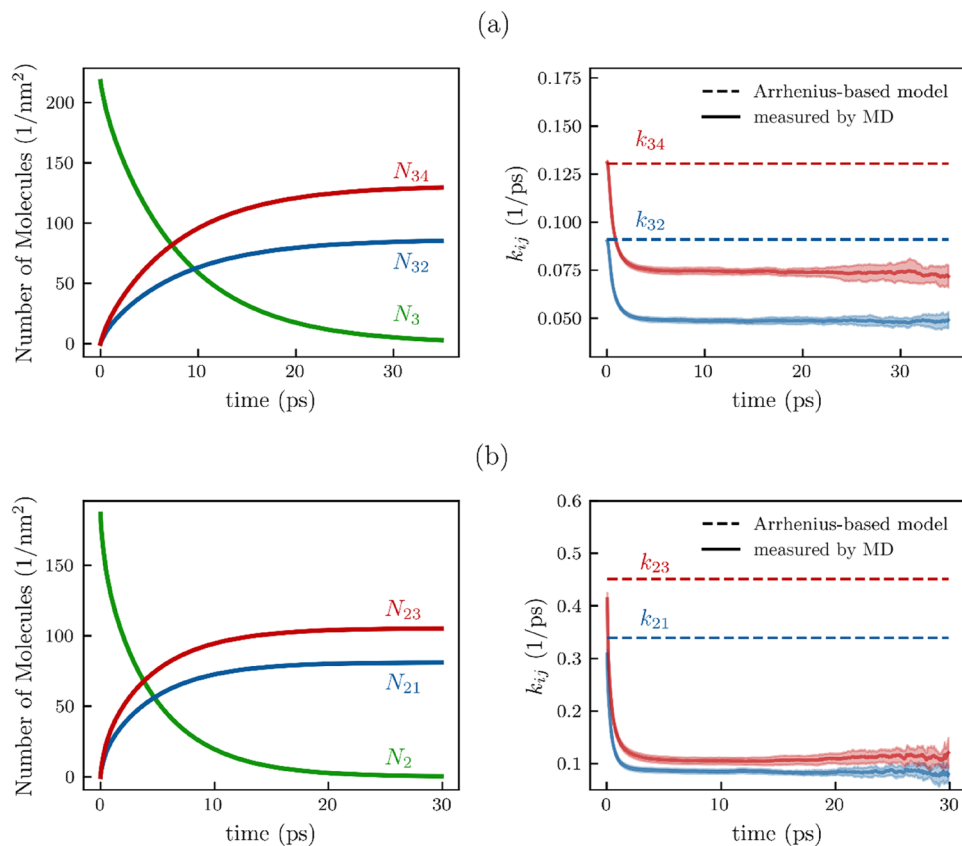 (a)
Number of Molecules (1/nm²)
200
150
100
50
0
N₃₄
N₃₂
N₃
0
10
20
30
time (ps)
k_ij (1/ps)
0.175
0.150
0.125
0.100
0.075
0.050
Arrhenius-based model
measured by MD
k₃₄
k₃₂
0
10
20
30
time (ps)
(b)
Number of Molecules (1/nm²)
150
100
50
0
N₂₃
N₂₁
N₂
0
10
20
30
time (ps)
k_ij (1/ps)
0.6
0.5
0.4
0.3
0.2
0.1
Arrhenius-based model
measured by MD
k₂₃
k₂₁
0
10
20
30
time (ps)